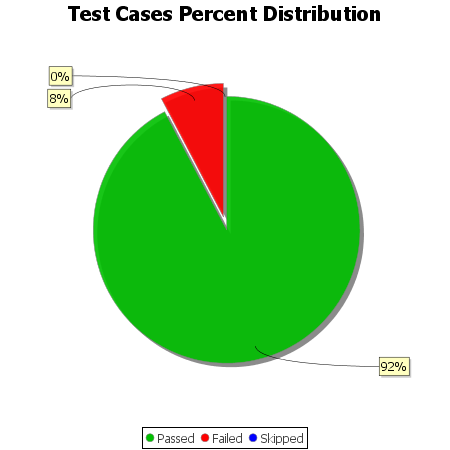 Test Cases Percent Distribution
0%
8%
92%
Passed Failed Skipped